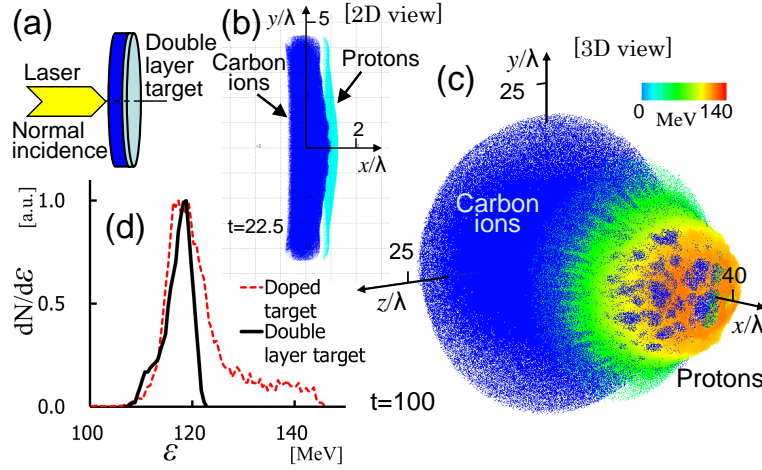 (a)
Laser
Normal
incidence
Double
layer
target
(b)
y/λ
5
[2D view]
Carbon
ions
Protons
2
x/λ
t=22.5
[3D view]
(c)
y/λ
25
0
140
MeV
Carbon
ions
25
z/λ
40
x/λ
Protons
t=100
(d)
[a.u.]
1.0
0.5
0.0
dN/dε
Doped
target
Double
layer target
100
120
140
ε
[MeV]